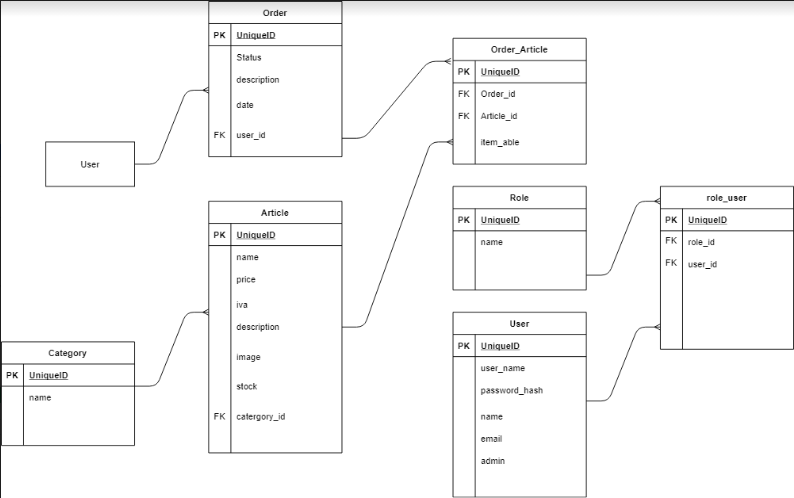 Order
PK UniqueID
Status
description
date
FK user_id
User
Order_Article
PK UniqueID
FK Order_id
FK Article_id
item_able
Article
PK UniqueID
name
price
iva
description
image
stock
FK catergory_id
Role
PK UniqueID
name
role_user
PK UniqueID
FK role_id
FK user_id
Category
PK UniqueID
name
User
PK UniqueID
user_name
password_hash
name
email
admin